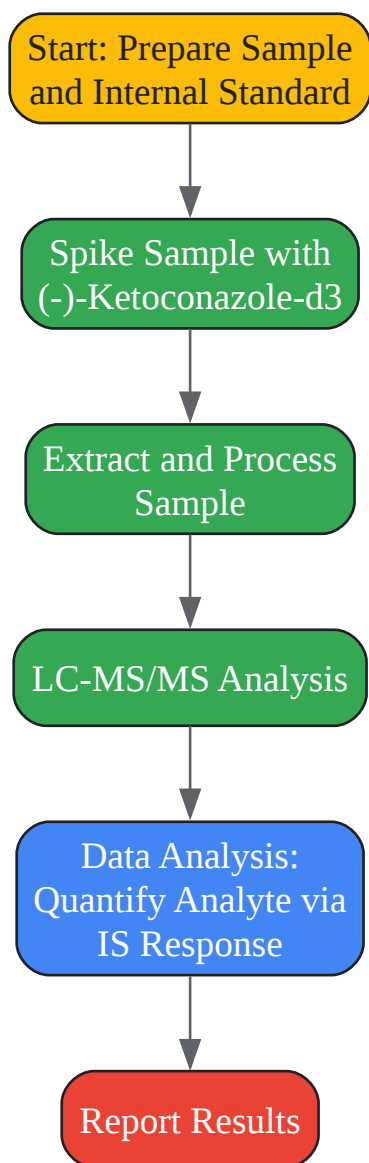 Start: Prepare Sample
and Internal Standard
Spike Sample with
(-)-Ketoconazole-d3
Extract and Process
Sample
LC-MS/MS Analysis
Data Analysis:
Quantify Analyte via
IS Response
Report Results